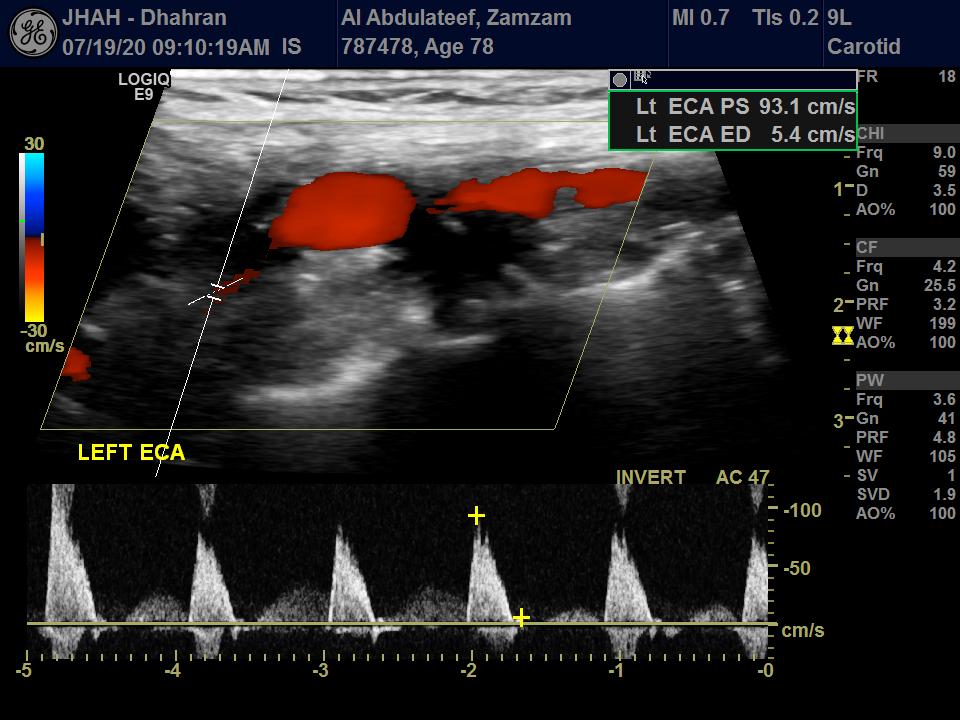 JHAH - Dhahran
07/19/20 09:10:19AM IS
Al Abdulateef, Zamzam
787478, Age 78
MI 0.7 TIs 0.2
9L
Carotid
LOGIQ
E9
Lt ECA PS 93.1 cm/s
Lt ECA ED 5.4 cm/s
FR 18
CHI
Frq 9.0
Gn 59
D 3.5
AO% 100
CF
Frq 4.2
Gn 25.5
PRF 3.2
WF 199
AO% 100
PW
Frq 3.6
Gn 41
PRF 4.8
WF 105
SV 1
SVD 1.9
AO% 100
30
-30
cm/s
1
2
3
LEFT ECA
INVERT AC 47
-100
-50
cm/s
-5 -4 -3 -2 -1 -0